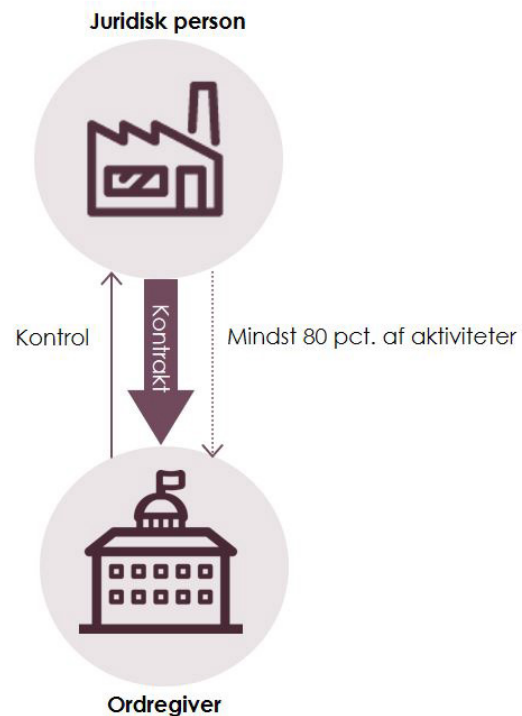 Juridisk person
Kontrol
Kontrakt
Mindst 80 pct. af aktiviteter
Ordregiver